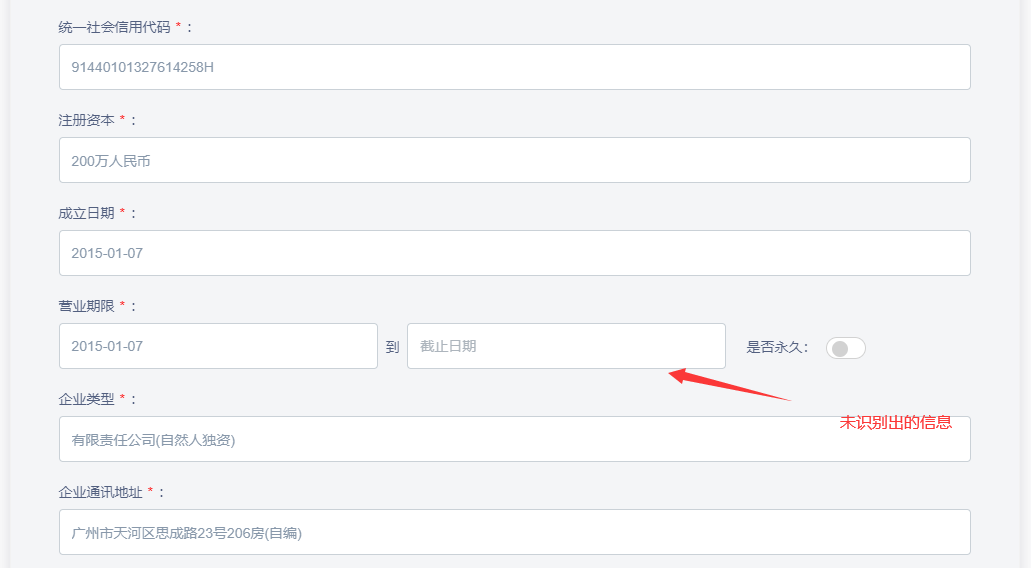 统一社会信用代码 * :
91440101327614258H
注册资本 * :
200万人民币
成立日期 * :
2015-01-07
营业期限 * :
2015-01-07 到 截止日期 是否永久:
企业类型 * :
未识别出的信息
有限责任公司(自然人独资)
企业通讯地址 * :
广州市天河区思成路23号206房(自编)